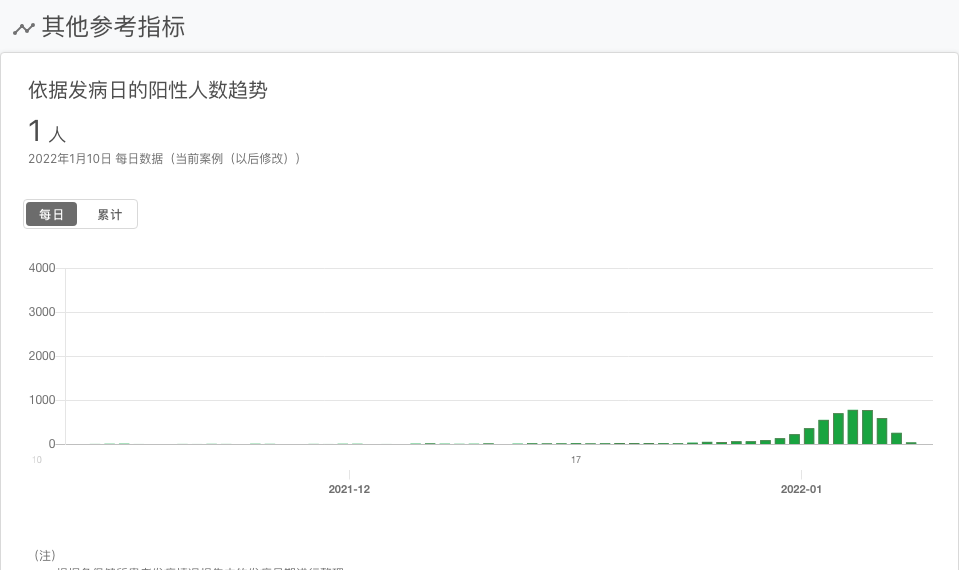 其他参考指标
依据发病日的阳性人数趋势
1 人
2022年1月10日 每日数据（当前案例（以后修改））
每日 累计
4000
3000
2000
1000
0
10 17
2021-12 2022-01
（注）